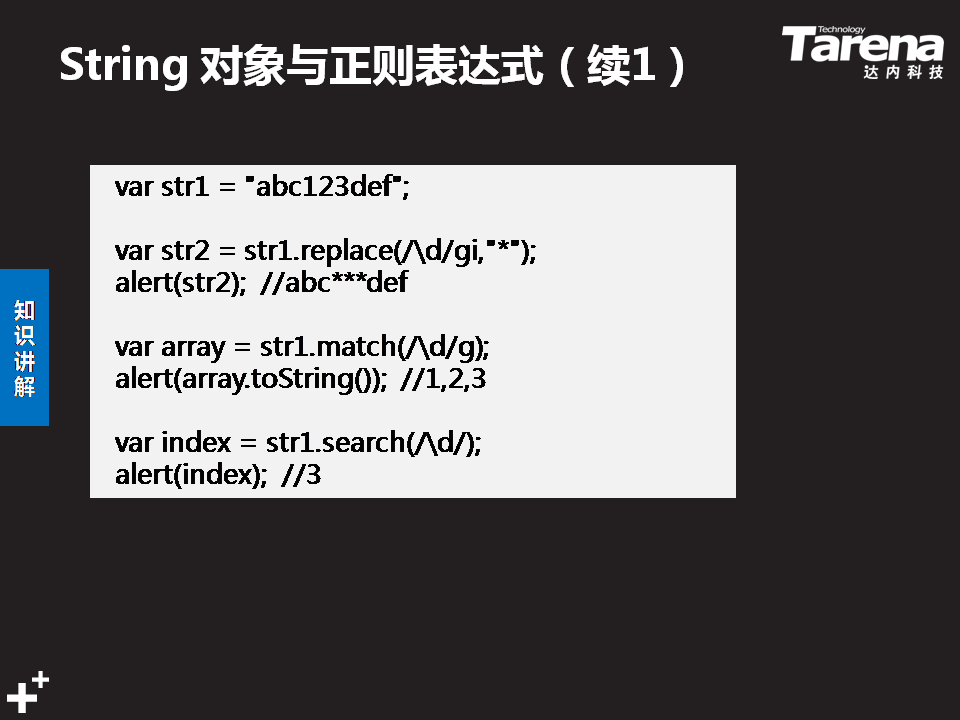 String 对象与正则表达式（续1）
Technology
Tarena
达内科技
var str1 = "abc123def";
var str2 = str1.replace(/\d/gi,"*");
alert(str2);  //abc***def
var array = str1.match(/\d/g);
alert(array.toString());  //1,2,3
var index = str1.search(/\d/);
alert(index);  //3
知识讲解